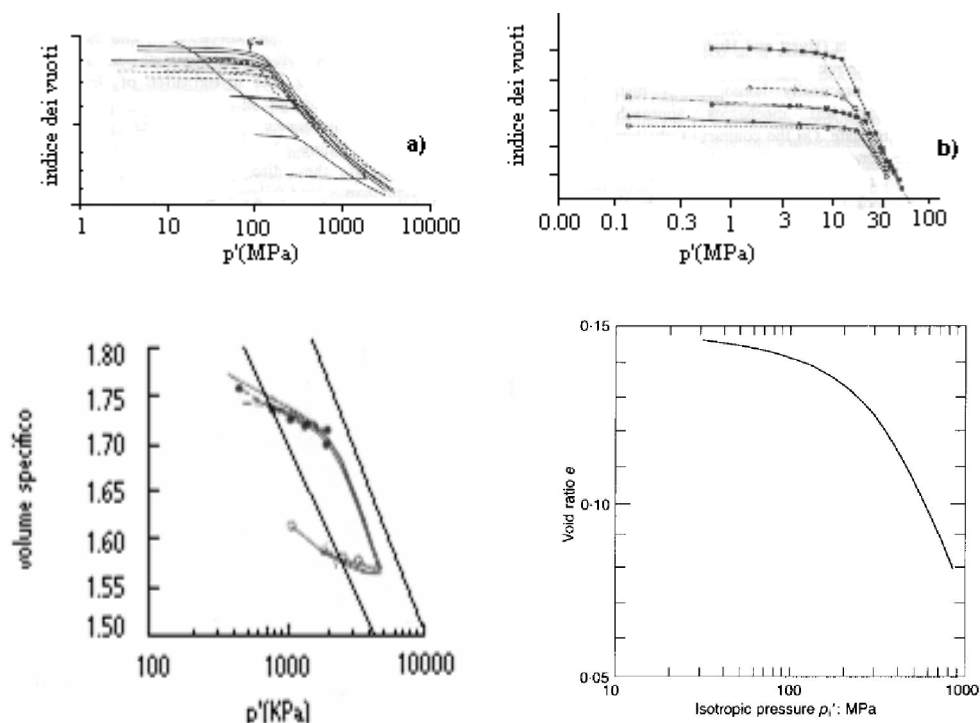 indice dei vuoti
a)
1 10 100 1000 10000
p'(MPa)
indice dei vuoti
b)
0.00 0.1 0.3 1 3 10 30 100
p'(MPa)
volume specifico
1.80
1.75
1.70
1.65
1.60
1.55
1.50
100 1000 10000
p'[KPa)
Void ratio e
0·15
0·10
0·05
10 100 1000
Isotropic pressure pᵢ′: MPa